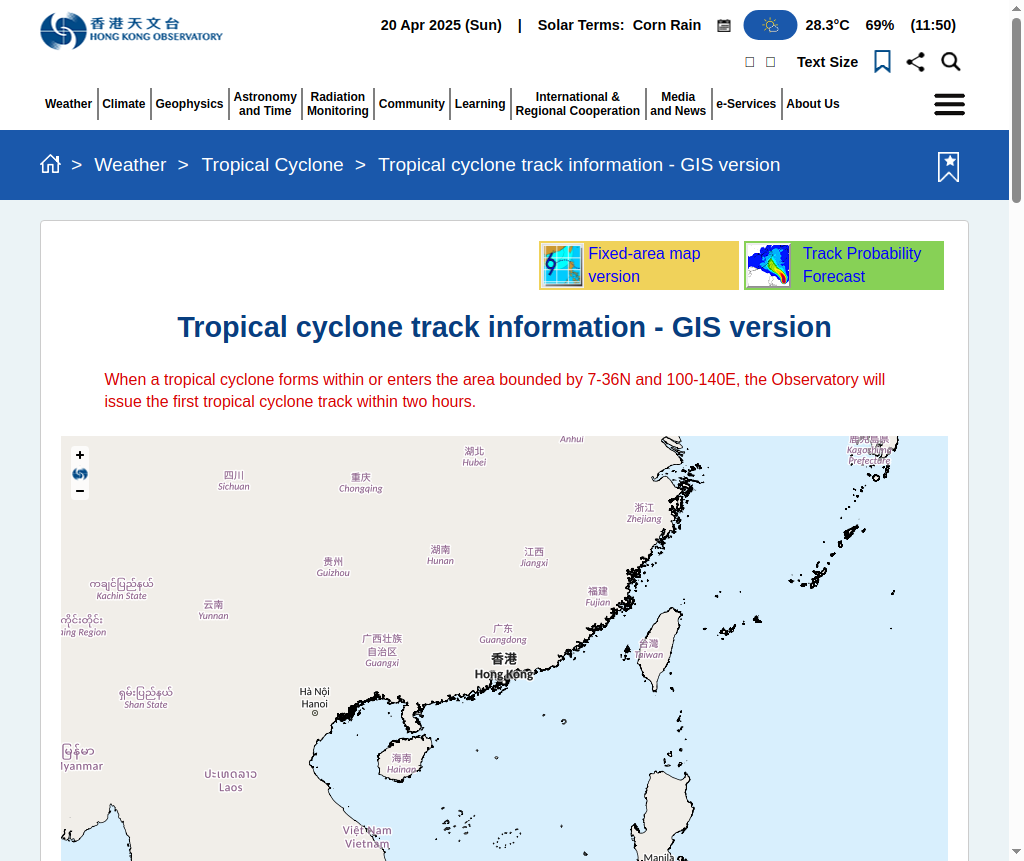 香港天文台
HONG KONG OBSERVATORY
20 Apr 2025 (Sun) | Solar Terms: Corn Rain 28.3°C 69% (11:50)
Text Size
Weather
Climate
Geophysics
Astronomy
and Time
Radiation
Monitoring
Community
Learning
International &
Regional Cooperation
Media
and News
e-Services
About Us
> Weather > Tropical Cyclone > Tropical cyclone track information - GIS version
Fixed-area map
version
Track Probability
Forecast
Tropical cyclone track information - GIS version
When a tropical cyclone forms within or enters the area bounded by 7-36N and 100-140E, the Observatory will
issue the first tropical cyclone track within two hours.
+
−
Anhui
湖北
Hubei
Kagoshima
Prefecture
四川
Sichuan
重庆
Chongqing
浙江
Zhejiang
湖南
Hunan
江西
Jiangxi
贵州
Guizhou
ကချင်ပြည်နယ်
Kachin State
云南
Yunnan
福建
Fujian
ကိုင်းတိုင်း
ing Region
广东
Guangdong
广西壮族
自治区
Guangxi
台灣
Taiwan
香港
Hong Kong
ရှမ်းပြည်နယ်
Shan State
Hà Nội
Hanoi
မြန်မာ
lyanmar
海南
Hainan
ປະເທດລາວ
Laos
Việt Nam
Vietnam
Manila